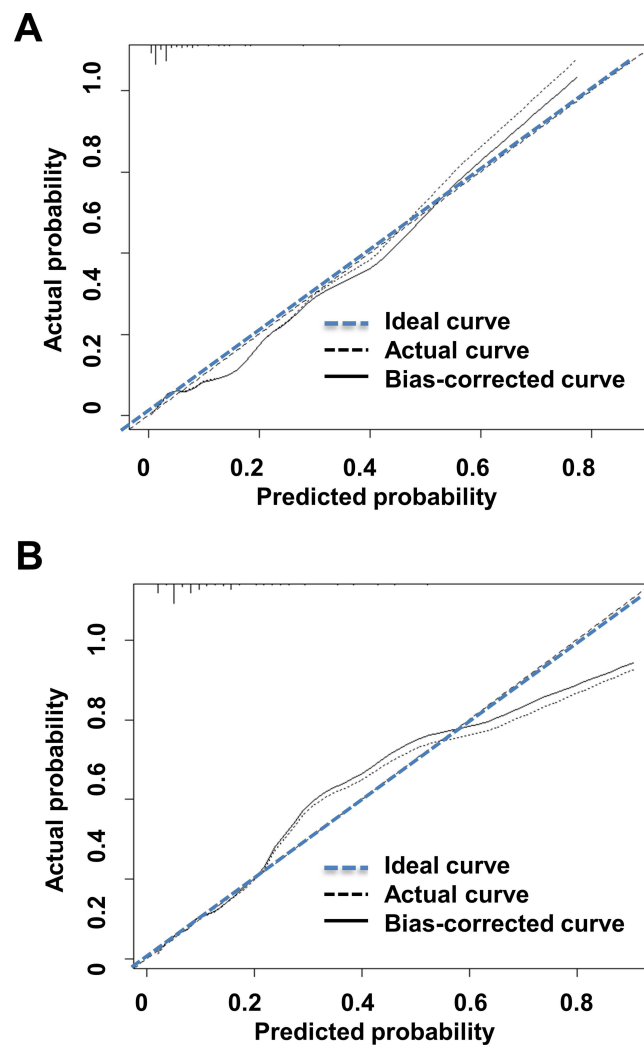 A
1.0
0.8
0.6
0.4
0.2
0
Actual probability
Ideal curve
Actual curve
Bias-corrected curve
0 0.2 0.4 0.6 0.8
Predicted probability
B
1.0
0.8
0.6
0.4
0.2
0
Actual probability
Ideal curve
Actual curve
Bias-corrected curve
0 0.2 0.4 0.6 0.8
Predicted probability